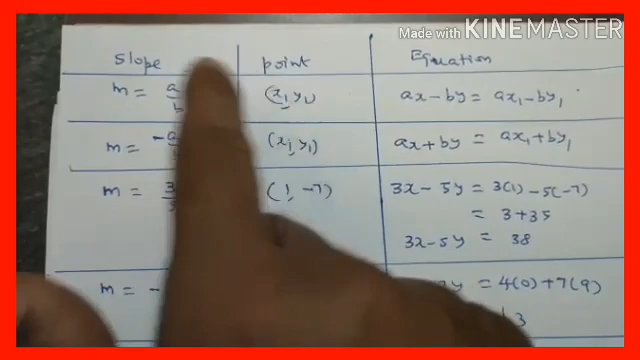 Made with KINEMASTER
slope point Equation
m = a (x₁, y₁) ax - by = ax₁ - by₁
m = -a (x₁, y₁) ax + by = ax₁ + by₁
m = 3 (1, -7) 3x - 5y = 3(1) - 5(-7)
= 3 + 35
3x - 5y = 38
m = - y = 4(0) + 7(9)
3